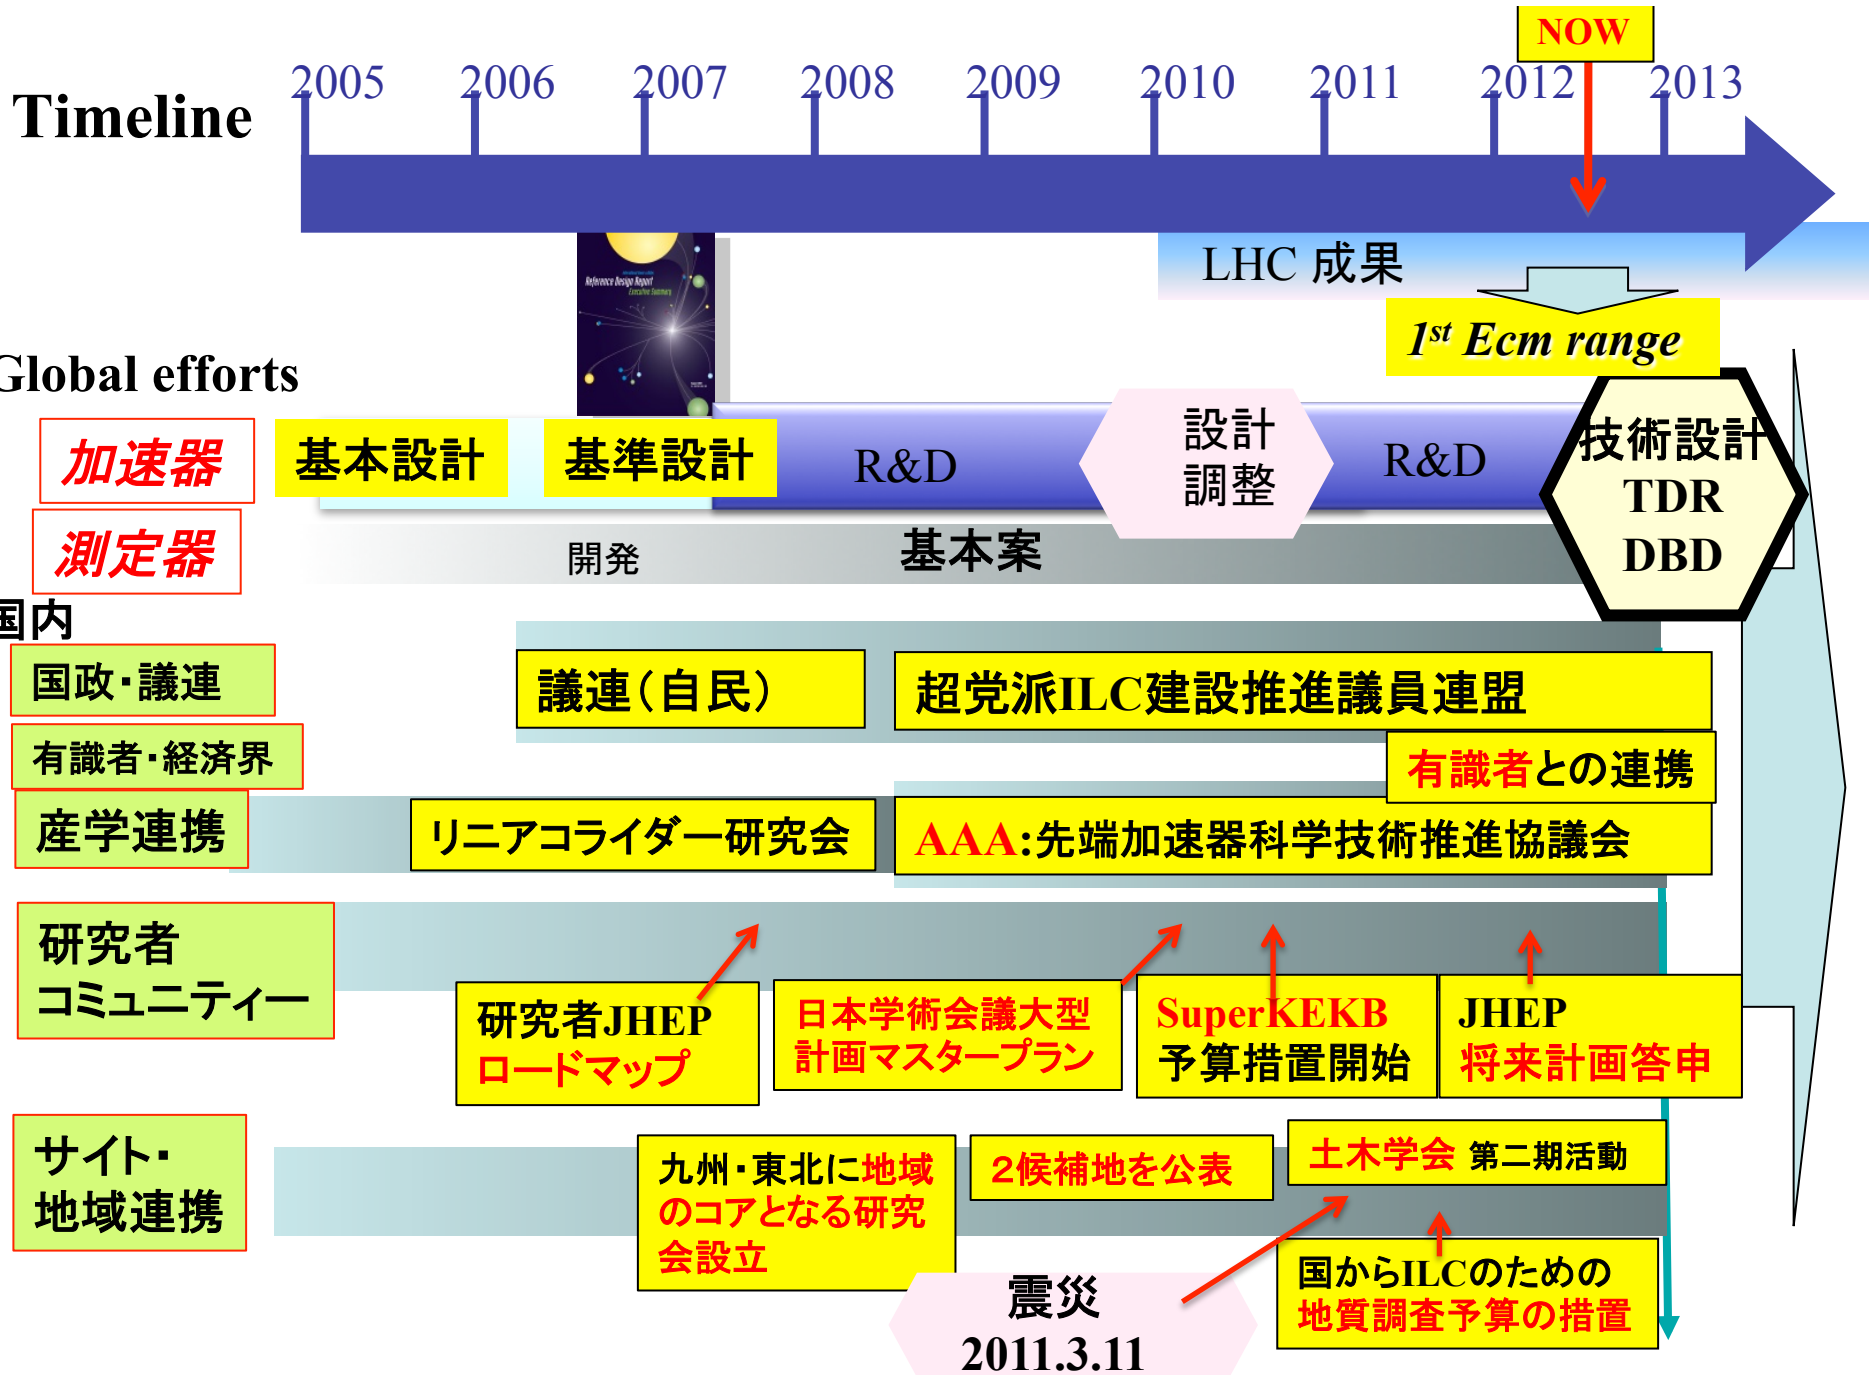 NOW
2005 2006 2007 2008 2009 2010 2011 2012 2013
Timeline
LHC 成果
Reference Design Report
Executive Summary
1st Ecm range
Global efforts
加速器
基本設計
基準設計
R&D
設計
調整
R&D
技術設計
TDR
DBD
測定器
開発
基本案
国内
国政・議連
議連（自民）
超党派ILC建設推進議員連盟
有識者・経済界
有識者との連携
産学連携
リニアコライダー研究会
AAA:先端加速器科学技術推進協議会
研究者
コミュニティー
研究者JHEP
ロードマップ
日本学術会議大型
計画マスタープラン
SuperKEKB
予算措置開始
JHEP
将来計画答申
サイト・
地域連携
九州・東北に地域
のコアとなる研究
会設立
２候補地を公表
土木学会 第二期活動
震災
2011.3.11
国からILCのための
地質調査予算の措置